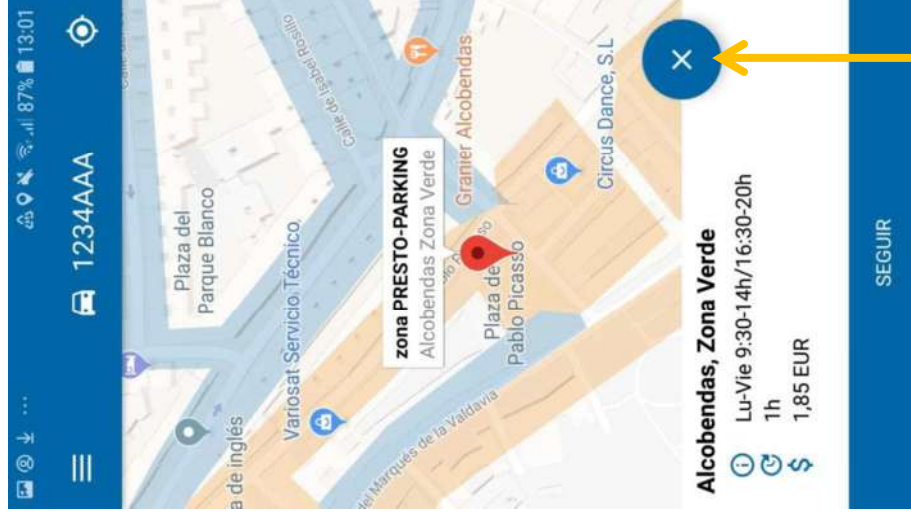 87% 13:01
1234AAA
Calle de Isabel Rosillo
Plaza del
Parque Blanco
Granier Alcobendas
zona PRESTO-PARKING
Alcobendas Zona Verde
Variosat Servicio Técnico
Circus Dance, S.L
Plaza de
Pablo Picasso
a de inglés
del Marqués de la Valdavia
Alcobendas, Zona Verde
Lu-Vie 9:30-14h/16:30-20h
1h
1,85 EUR
SEGUIR